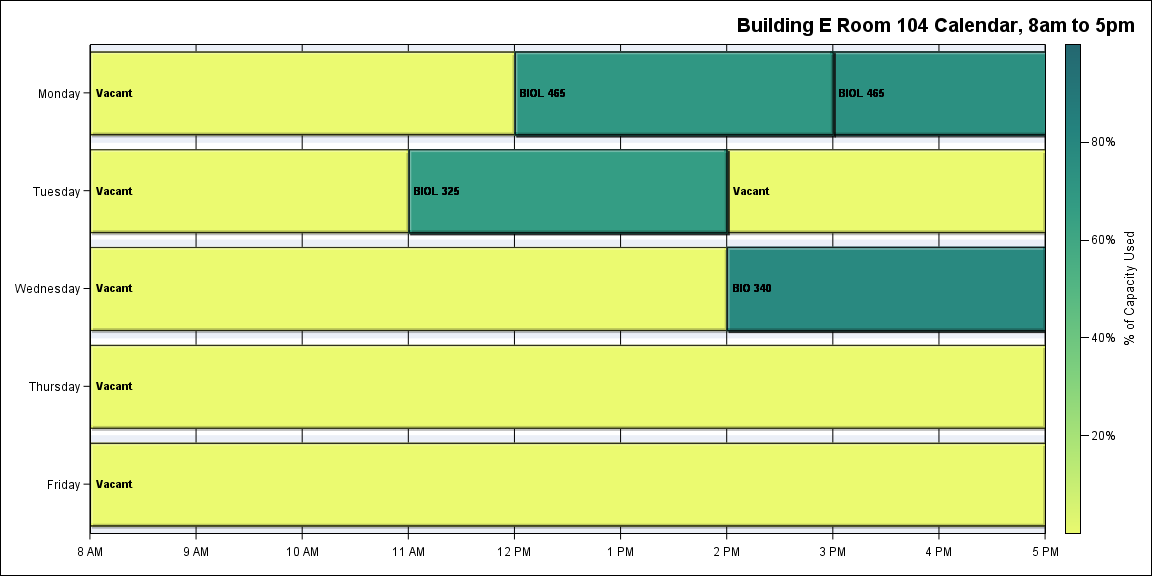 Building E Room 104 Calendar, 8am to 5pm
Monday
Vacant
BIOL 465
BIOL 465
Tuesday
Vacant
BIOL 325
Vacant
Wednesday
Vacant
BIO 340
Thursday
Vacant
Friday
Vacant
8 AM
9 AM
10 AM
11 AM
12 PM
1 PM
2 PM
3 PM
4 PM
5 PM
80%
60%
40%
20%
% of Capacity Used